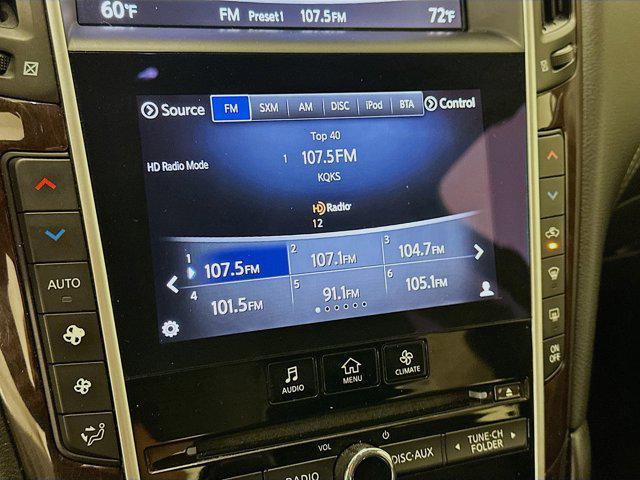 60°F FM Preset1 107.5FM 72°F
Source FM SXM AM DISC iPod BTA Control
Top 40
HD Radio Mode 1 107.5FM
KQKS
HD Radio
12
1 107.5FM 2 107.1FM 3 104.7FM
4 101.5FM 5 91.1FM 6 105.1FM
AUTO
ON
OFF
AUDIO MENU CLIMATE
VOL
RADIO DISC·AUX TUNE·CH
FOLDER